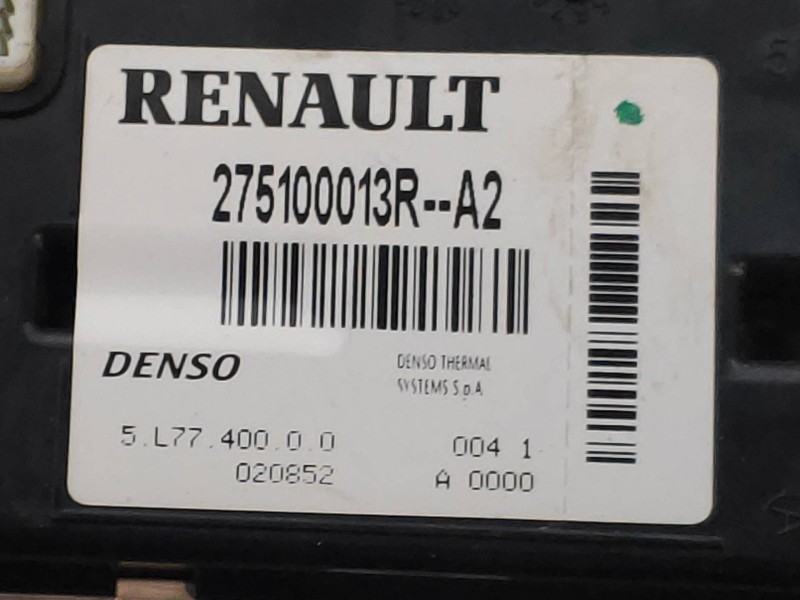 RENAULT
275100013R--A2
DENSO
DENSO THERMAL
SYSTEMS S.p.A.
5.L77.400.0.0
004 1
020852
A 0000